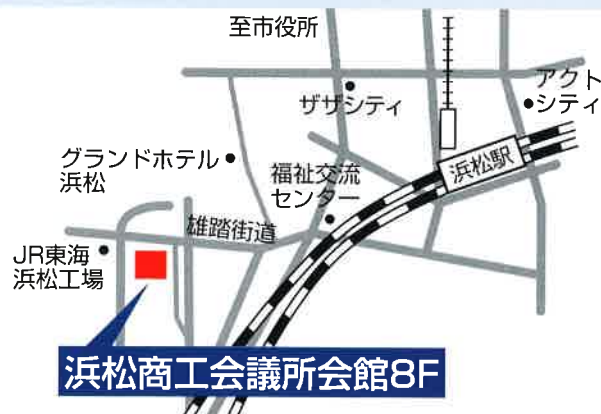 至市役所
アクト
シティ
ザザシティ
浜松駅
グランドホテル
浜松
福祉交流
センター
雄踏街道
JR東海
浜松工場
浜松商工会議所会館8F